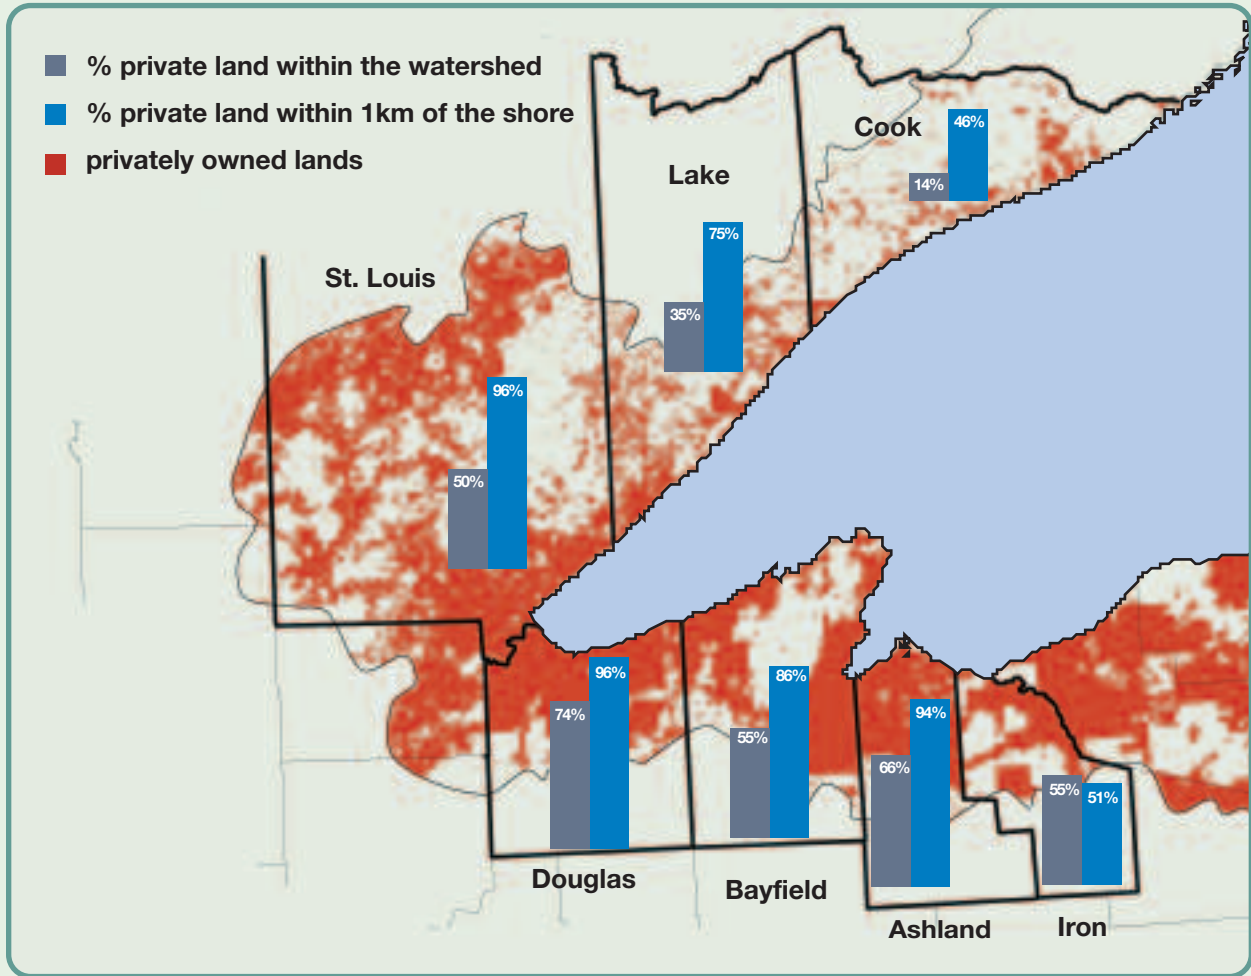 % private land within the watershed
% private land within 1km of the shore
privately owned lands
Cook
46%
14%
Lake
75%
35%
St. Louis
96%
50%
96%
74%
Douglas
86%
55%
Bayfield
94%
66%
Ashland
55%
51%
Iron